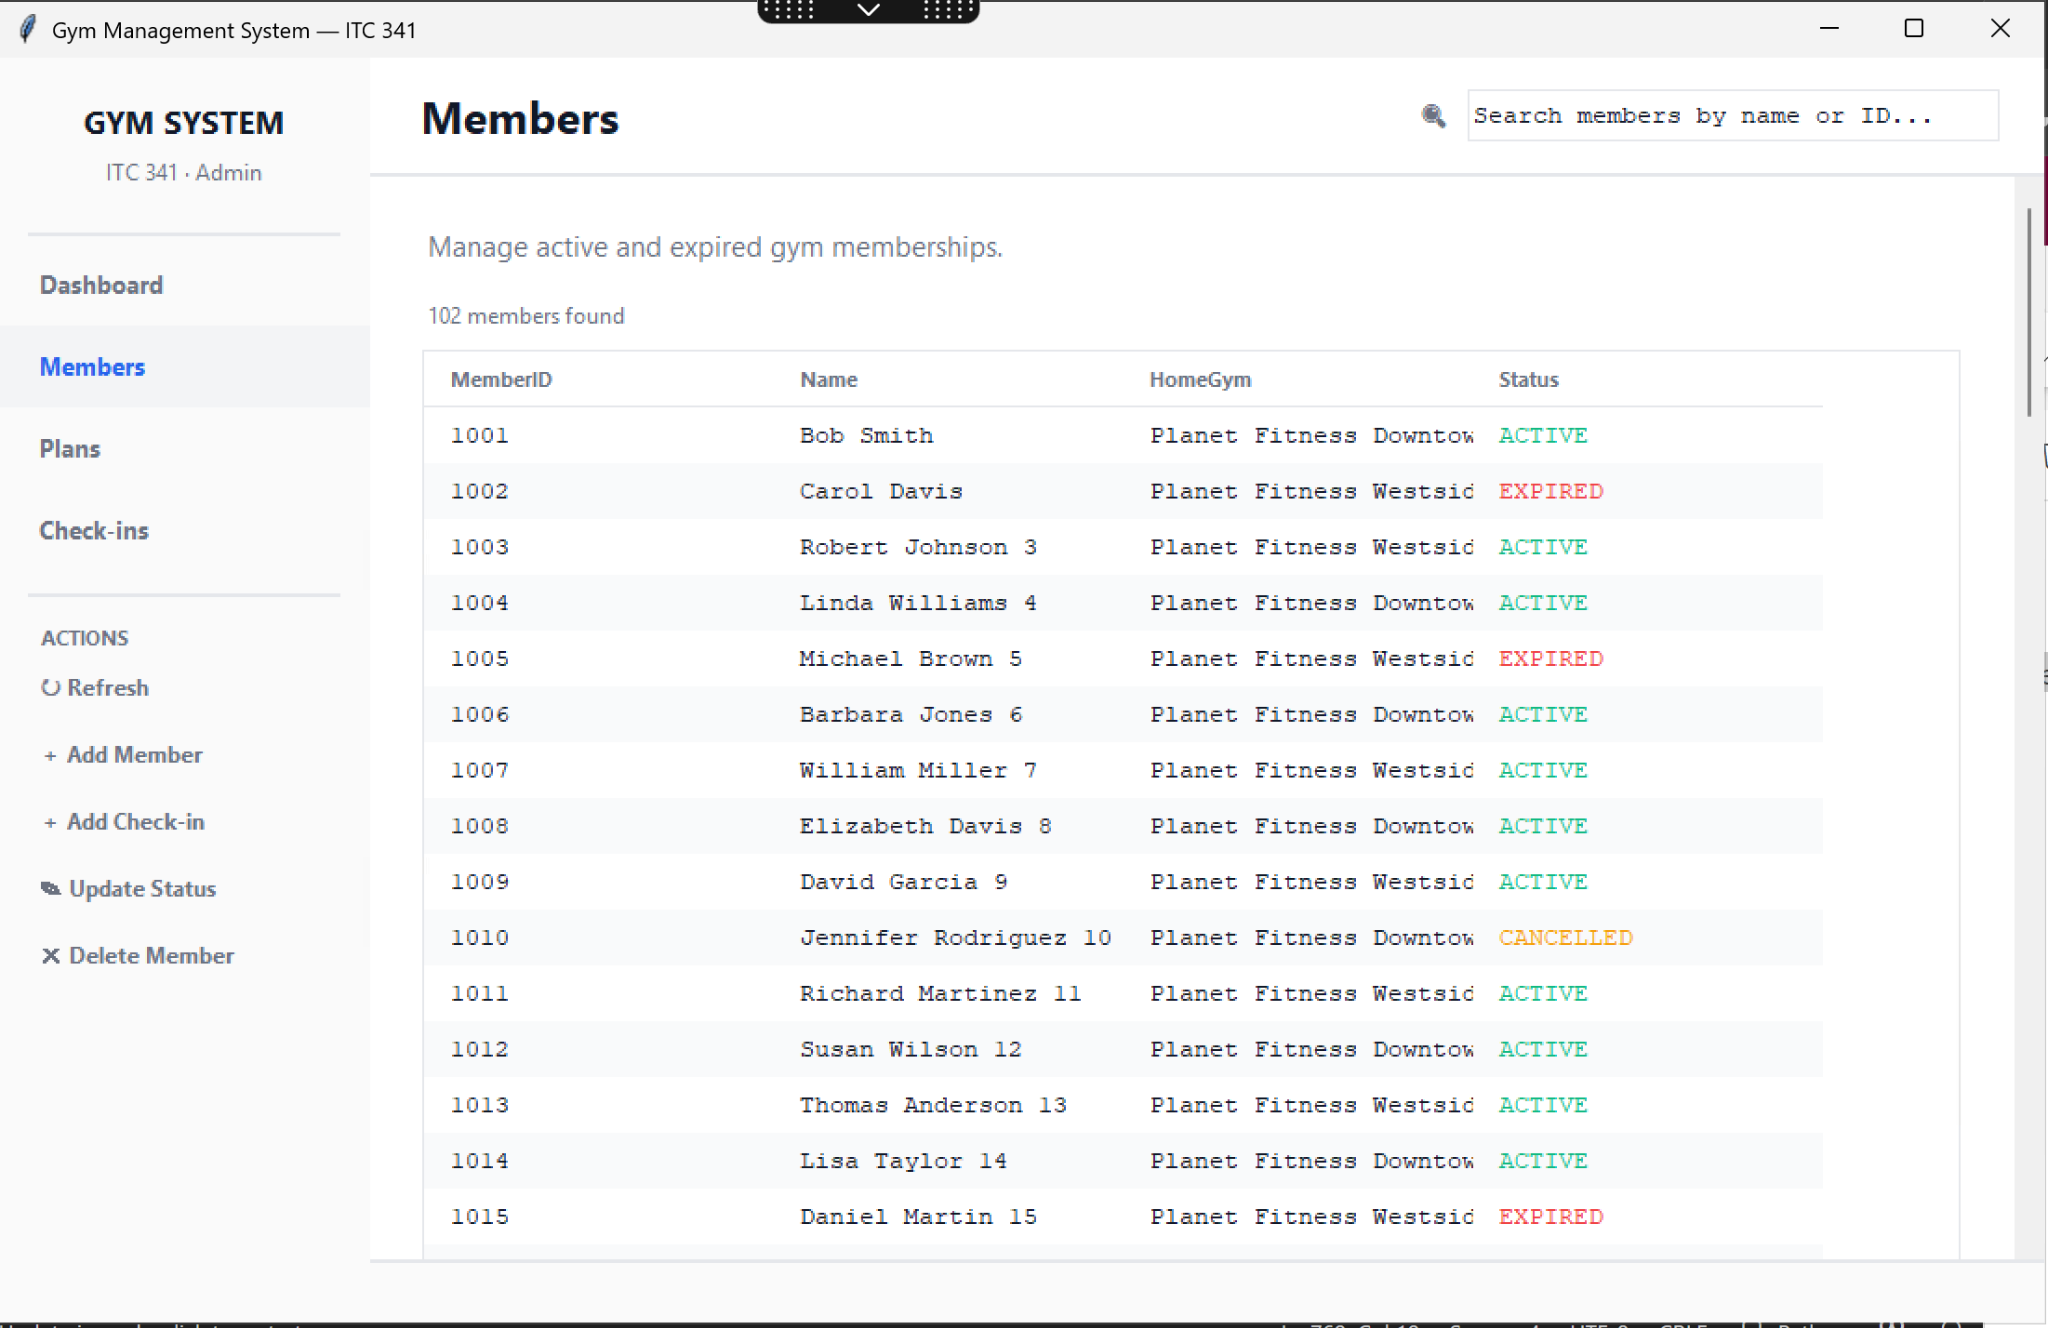 Gym Management System — ITC 341
GYM SYSTEM
ITC 341 · Admin
Dashboard
Members
Plans
Check-ins
ACTIONS
Refresh
+ Add Member
+ Add Check-in
Update Status
✕ Delete Member
Members
Search members by name or ID...
Manage active and expired gym memberships.
102 members found
MemberID Name HomeGym Status
1001 Bob Smith Planet Fitness Downtow ACTIVE
1002 Carol Davis Planet Fitness Westsid EXPIRED
1003 Robert Johnson 3 Planet Fitness Westsid ACTIVE
1004 Linda Williams 4 Planet Fitness Downtow ACTIVE
1005 Michael Brown 5 Planet Fitness Westsid EXPIRED
1006 Barbara Jones 6 Planet Fitness Downtow ACTIVE
1007 William Miller 7 Planet Fitness Westsid ACTIVE
1008 Elizabeth Davis 8 Planet Fitness Downtow ACTIVE
1009 David Garcia 9 Planet Fitness Westsid ACTIVE
1010 Jennifer Rodriguez 10 Planet Fitness Downtow CANCELLED
1011 Richard Martinez 11 Planet Fitness Westsid ACTIVE
1012 Susan Wilson 12 Planet Fitness Downtow ACTIVE
1013 Thomas Anderson 13 Planet Fitness Westsid ACTIVE
1014 Lisa Taylor 14 Planet Fitness Downtow ACTIVE
1015 Daniel Martin 15 Planet Fitness Westsid EXPIRED